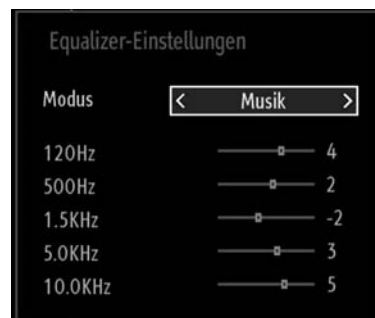 Equalizer-Einstellungen
Modus < Musik >
120Hz 4
500Hz 2
1.5KHz -2
5.0KHz 3
10.0KHz 5